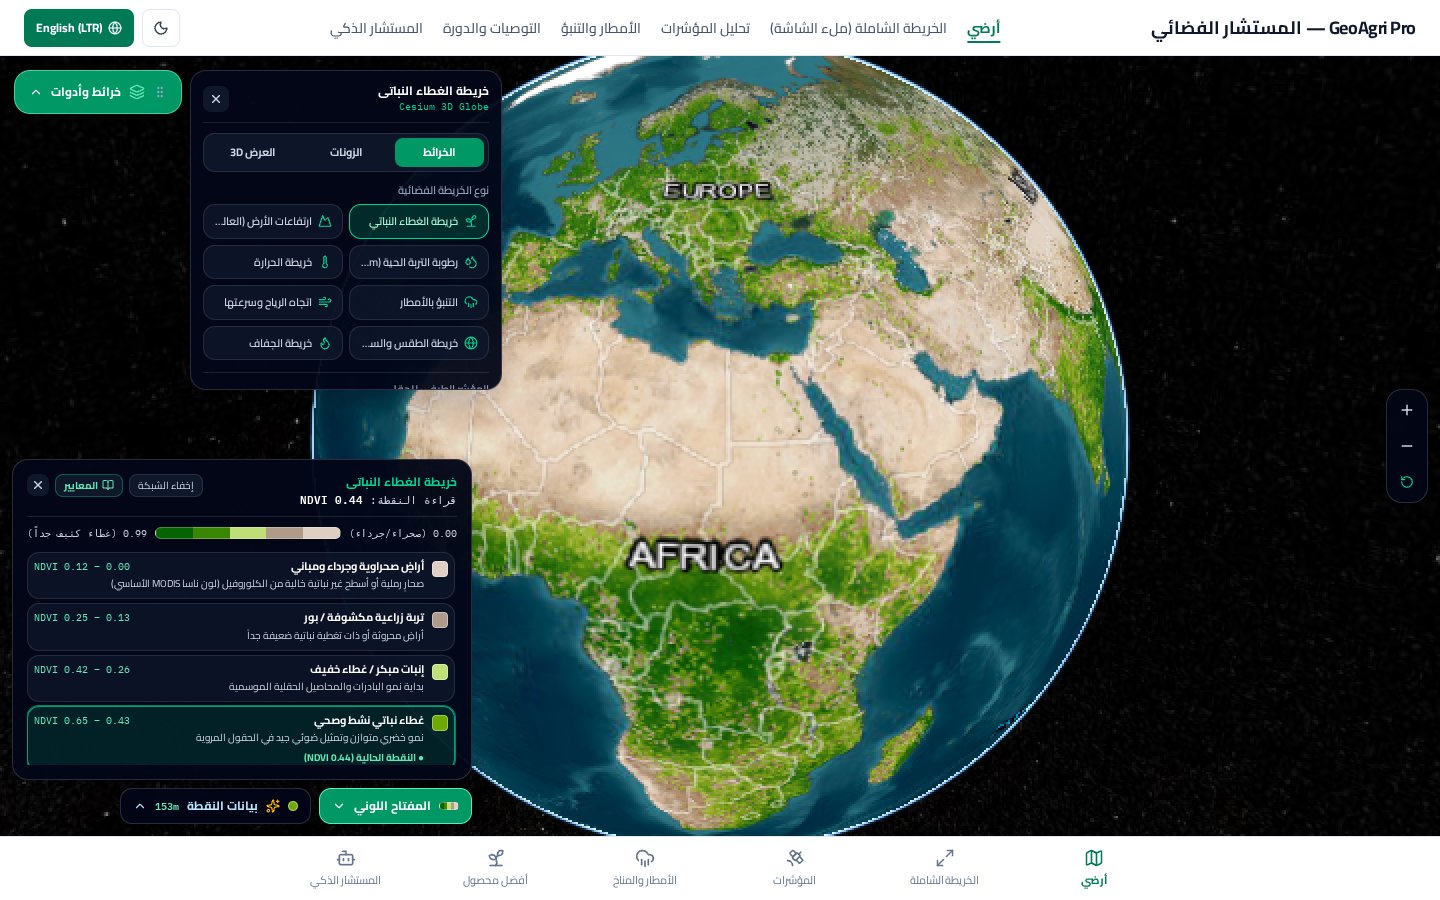 GeoAgri Pro — المستشار الفضائي
أرضي
الخريطة الشاملة (ملء الشاشة)
تحليل المؤشرات
الأمطار والتنبؤ
التوصيات والدورة
المستشار الذكي
English (LTR)
خرائط وأدوات
خريطة الغطاء النباتي
Cesium 3D Globe
الخرائط
الزونات
العرض 3D
نوع الخريطة الفضائية
خريطة الغطاء النباتي
ارتفاعات الأرض (العالـ...
رطوبة التربة الحية (m...
خريطة الحرارة
التنبؤ بالأمطار
اتجاه الرياح وسرعتها
خريطة الطقس والسـ...
خريطة الجفاف
EUROPE
AFRICA
خريطة الغطاء النباتي
قراءة النقطة: NDVI 0.44
إخفاء الشبكة
المعايير
0.00 (صحراء/جرداء)
0.99 (غطاء كثيف جداً)
أراضٍ صحراوية وجرداء ومباني
NDVI 0.12 – 0.00
صحارٍ رملية أو أسطح غير نباتية خالية من الكلوروفيل (لون ناسا MODIS الأساسي)
تربة زراعية مكشوفة / بور
NDVI 0.25 – 0.13
أراضٍ محروثة أو ذات تغطية نباتية ضعيفة جداً
إنبات مبكر / غطاء خفيف
NDVI 0.42 – 0.26
بداية نمو البادرات والمحاصيل الحقلية الموسمية
غطاء نباتي نشط وصحي
NDVI 0.65 – 0.43
نمو خضري متوازن وتمثيل ضوئي جيد في الحقول المروية
● النقطة الحالية (NDVI 0.44)
المفتاح اللوني
بيانات النقطة
153m
أرضي
الخريطة الشاملة
المؤشرات
الأمطار والمناخ
أفضل محصول
المستشار الذكي